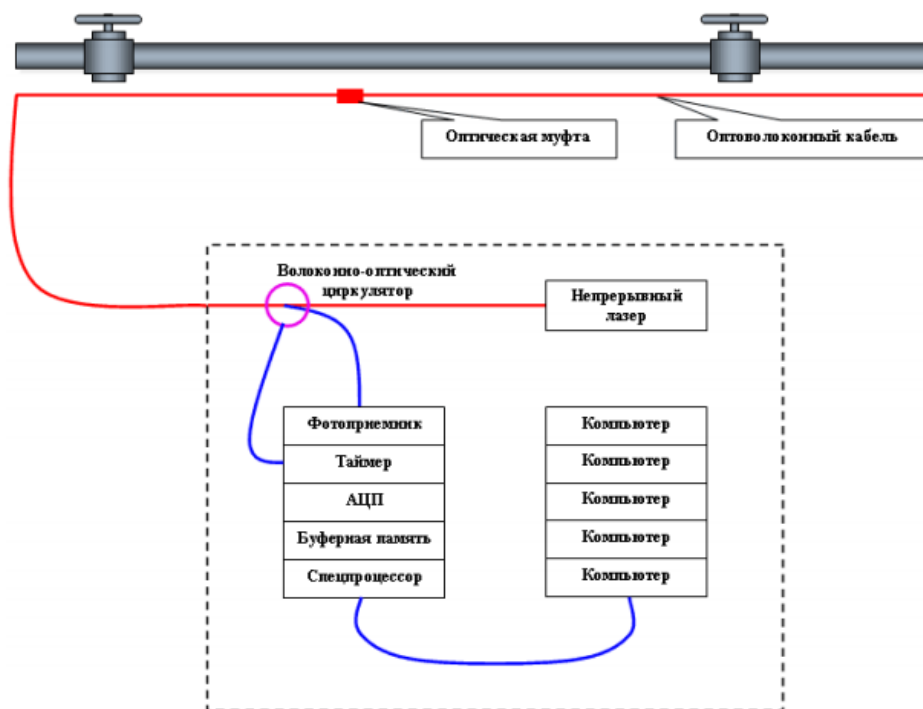 Оптическая муфта
Оптоволоконный кабель
Волоконно-оптический
циркулятор
Непрерывный
лазер
Фотоприемник
Таймер
АЦП
Буферная память
Спецпроцессор
Компьютер
Компьютер
Компьютер
Компьютер
Компьютер